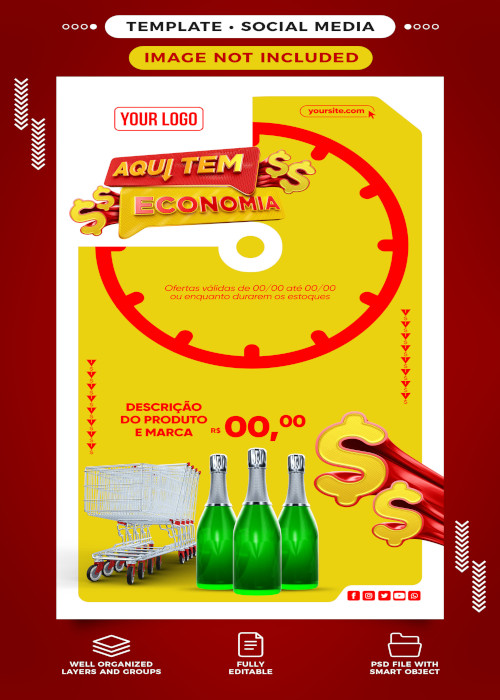 TEMPLATE • SOCIAL MEDIA
IMAGE NOT INCLUDED
YOUR LOGO
yoursite.com
AQUI TEM
$$
ECONOMIA
$$
Ofertas válidas de 00/00 até 00/00
ou enquanto durarem os estoques
DESCRIÇÃO
DO PRODUTO
E MARCA
R$ 00,00
$
$
WELL ORGANIZED
LAYERS AND GROUPS
FULLY
EDITABLE
PSD FILE WITH
SMART OBJECT